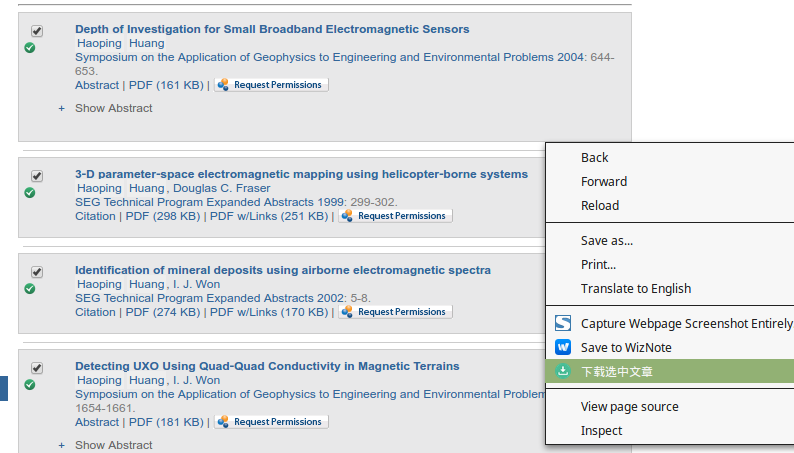 Depth of Investigation for Small Broadband Electromagnetic Sensors
Haoping Huang
Symposium on the Application of Geophysics to Engineering and Environmental Problems 2004: 644-
653.
Abstract | PDF (161 KB) | Request Permissions
+ Show Abstract
3-D parameter-space electromagnetic mapping using helicopter-borne systems
Haoping Huang, Douglas C. Fraser
SEG Technical Program Expanded Abstracts 1999: 299-302.
Citation | PDF (298 KB) | PDF w/Links (251 KB) | Request Permissions
Identification of mineral deposits using airborne electromagnetic spectra
Haoping Huang, I. J. Won
SEG Technical Program Expanded Abstracts 2002: 5-8.
Citation | PDF (274 KB) | PDF w/Links (170 KB) | Request Permissions
Detecting UXO Using Quad-Quad Conductivity in Magnetic Terrains
Haoping Huang, I. J. Won
Symposium on the Application of Geophysics to Engineering and Environmental Problem
1654-1661.
Abstract | PDF (181 KB) | Request Permissions
+ Show Abstract
Back
Forward
Reload
Save as...
Print...
Translate to English
Capture Webpage Screenshot Entirely
Save to WizNote
下载选中文章
View page source
Inspect